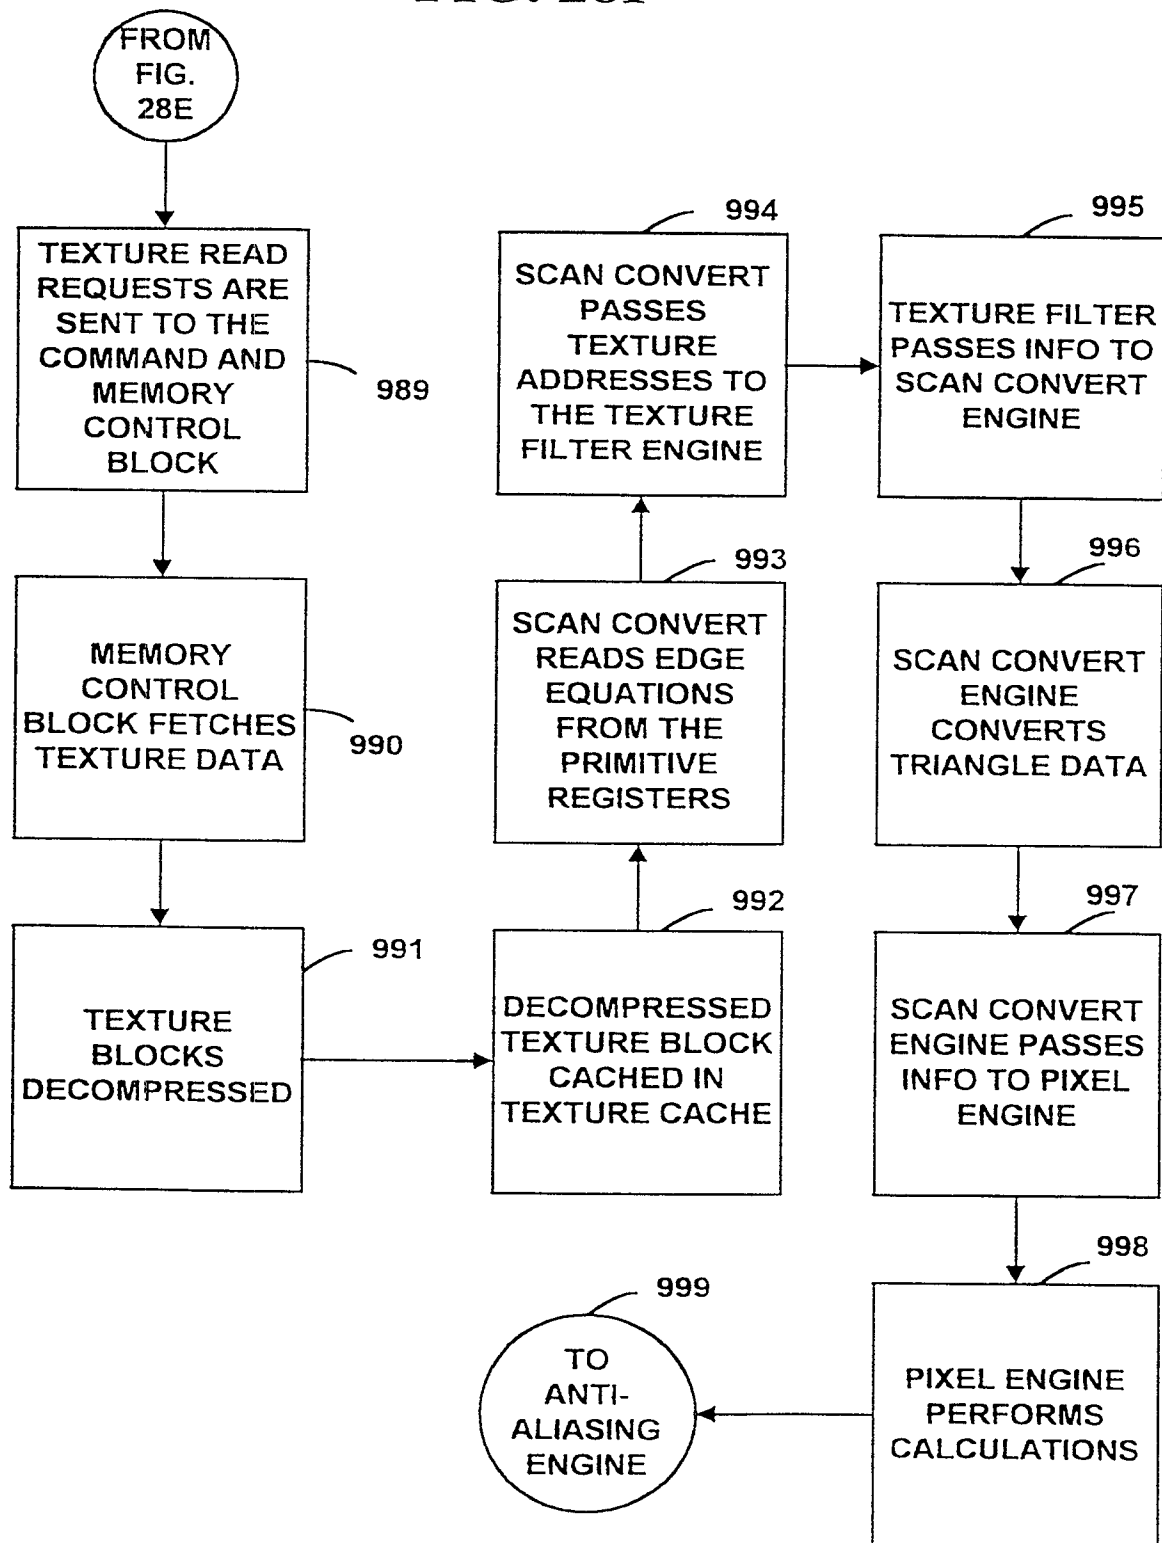 FROM
FIG.
28E
TEXTURE READ
REQUESTS ARE
SENT TO THE
COMMAND AND
MEMORY
CONTROL
BLOCK
989
MEMORY
CONTROL
BLOCK FETCHES
TEXTURE DATA
990
TEXTURE
BLOCKS
DECOMPRESSED
991
DECOMPRESSED
TEXTURE BLOCK
CACHED IN
TEXTURE CACHE
992
SCAN CONVERT
READS EDGE
EQUATIONS
FROM THE
PRIMITIVE
REGISTERS
993
SCAN CONVERT
PASSES
TEXTURE
ADDRESSES TO
THE TEXTURE
FILTER ENGINE
994
TEXTURE FILTER
PASSES INFO TO
SCAN CONVERT
ENGINE
995
SCAN CONVERT
ENGINE
CONVERTS
TRIANGLE DATA
996
SCAN CONVERT
ENGINE PASSES
INFO TO PIXEL
ENGINE
997
PIXEL ENGINE
PERFORMS
CALCULATIONS
998
TO
ANTI-
ALIASING
ENGINE
999